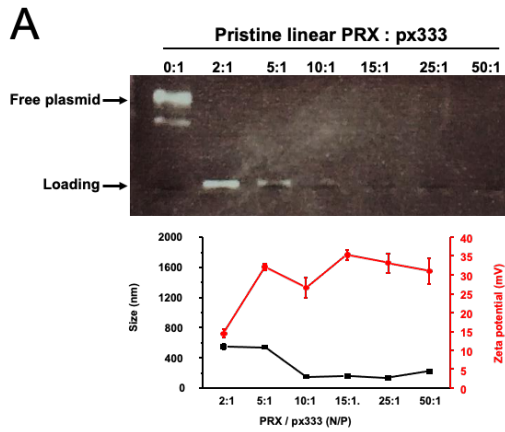 A
Pristine linear PRX : px333
0:1 2:1 5:1 10:1 15:1 25:1 50:1
Free plasmid
Loading
2000 40
35
1600
30
1200 25
20
800
15
400 10
5
0 0
Size (nm)
Zeta potential (mV)
2:1 5:1 10:1 15:1. 25:1 50:1
PRX / px333 (N/P)